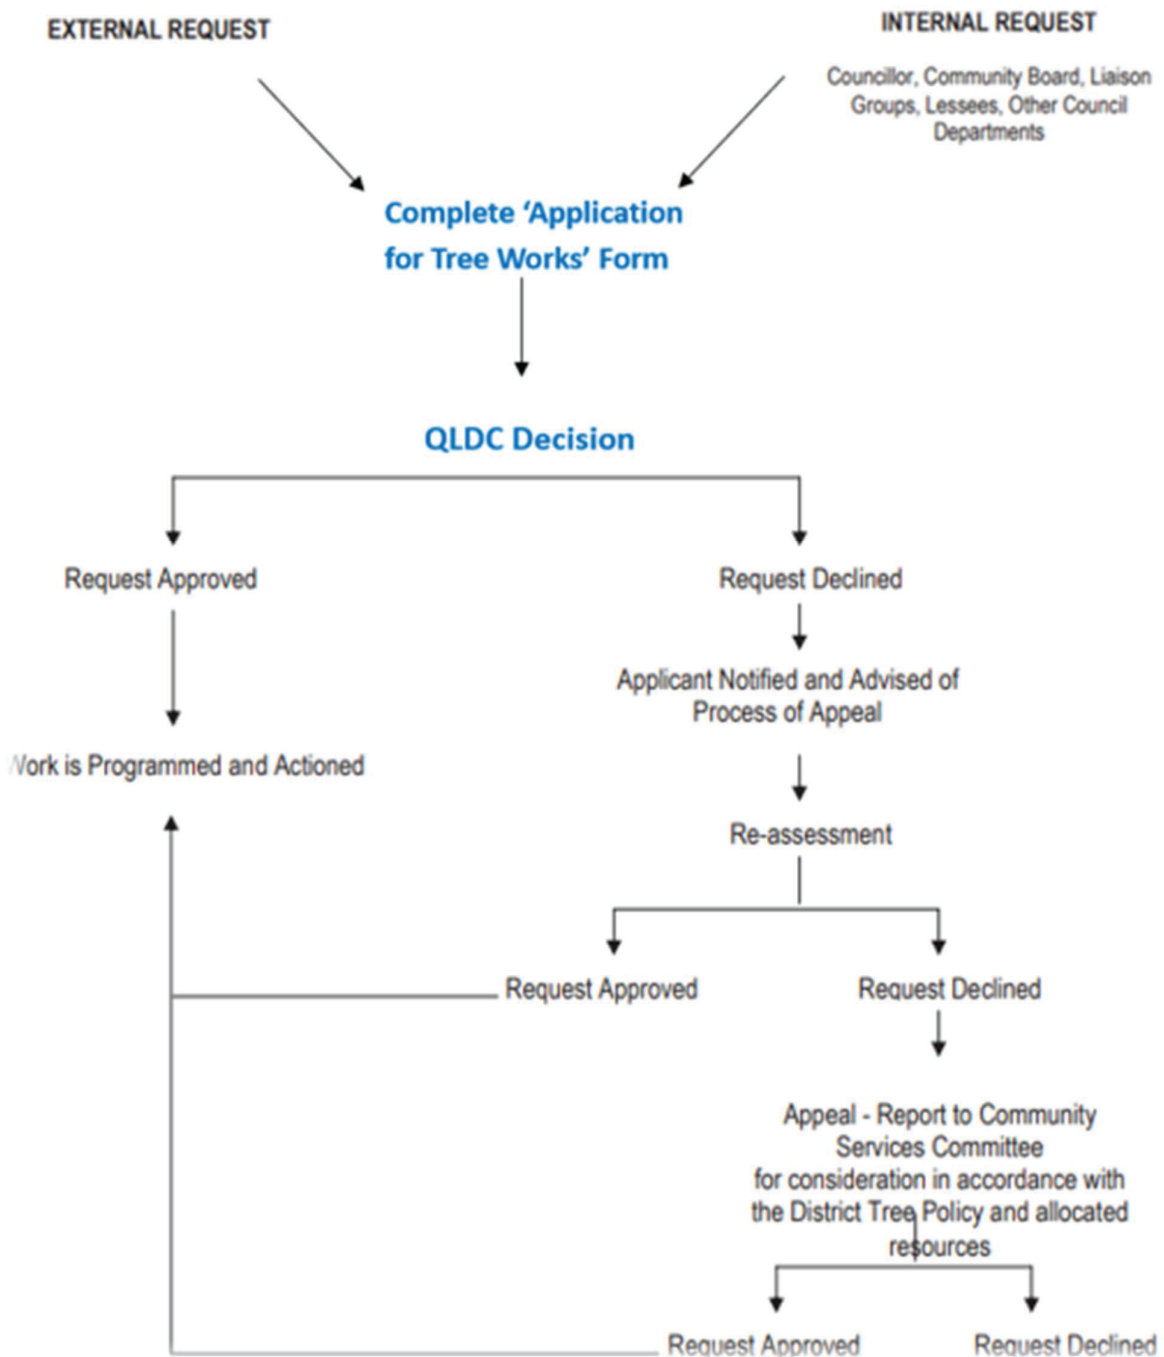 EXTERNAL REQUEST
INTERNAL REQUEST
Councillor, Community Board, Liaison
Groups, Lessees, Other Council
Departments
Complete ‘Application
for Tree Works’ Form
QLDC Decision
Request Approved
Request Declined
Applicant Notified and Advised of
Process of Appeal
Work is Programmed and Actioned
Re-assessment
Request Approved
Request Declined
Appeal - Report to Community
Services Committee
for consideration in accordance with
the District Tree Policy and allocated
resources
Request Approved
Request Declined